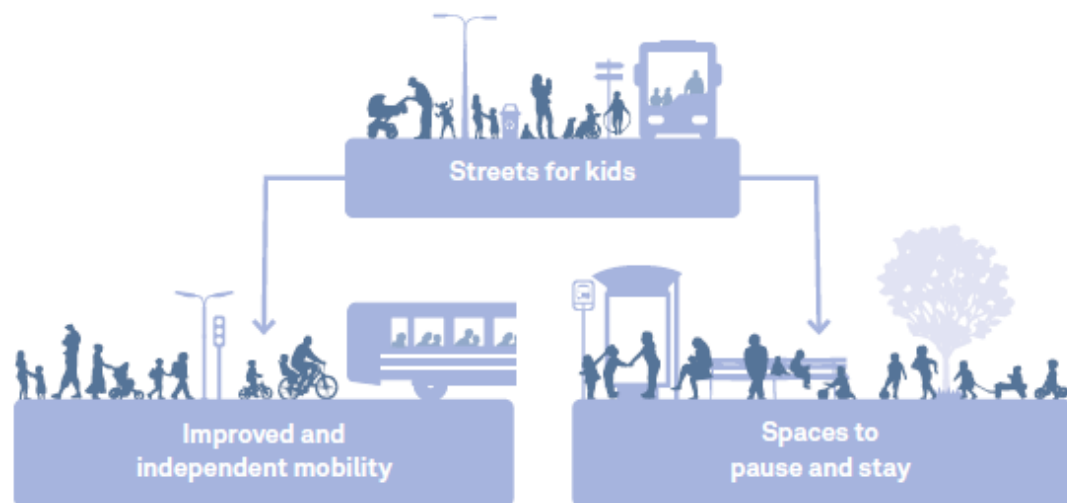 Streets for kids
Improved and
independent mobility
Spaces to
pause and stay